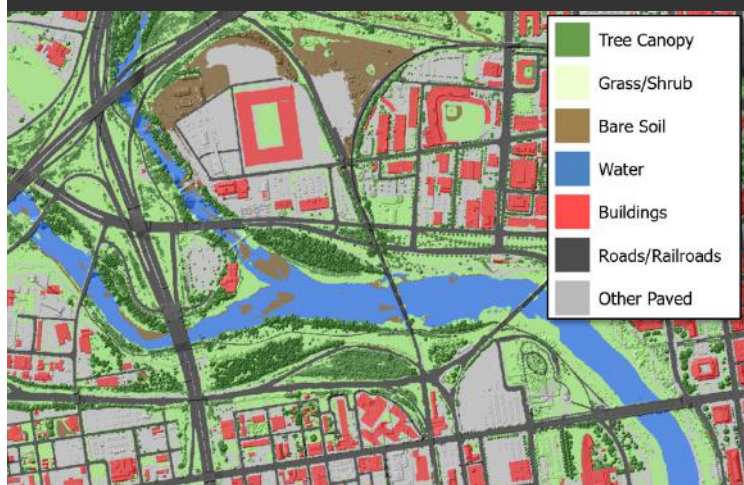 Tree Canopy
Grass/Shrub
Bare Soil
Water
Buildings
Roads/Railroads
Other Paved